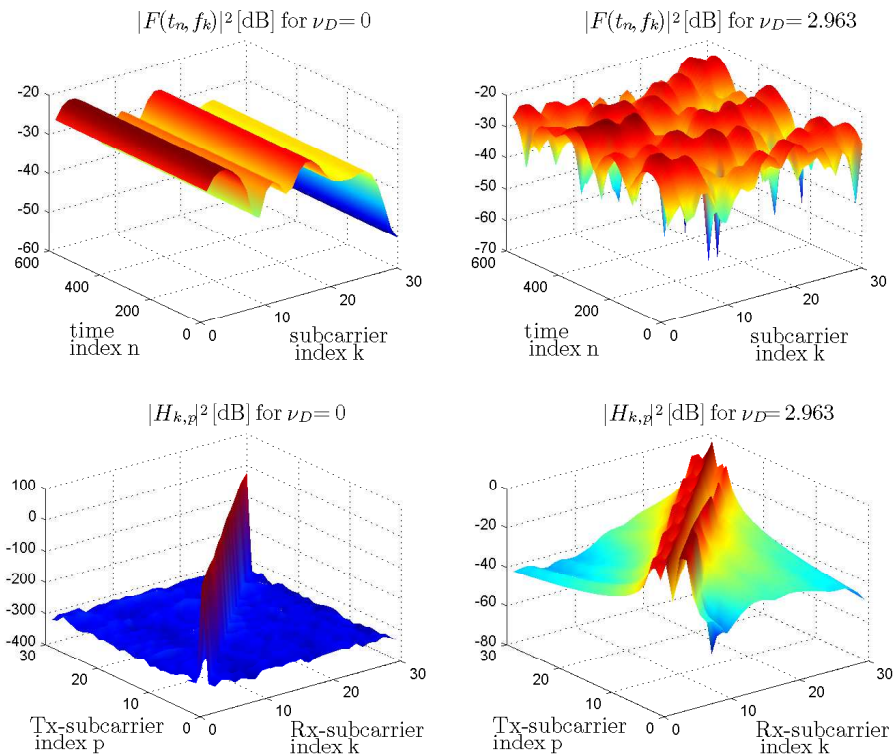 |F(t_n, f_k)|² [dB] for ν_D = 0
-20
-30
-40
-50
-60
600
400
200
0
time
index n
0
10
20
30
subcarrier
index k
|F(t_n, f_k)|² [dB] for ν_D = 2.963
-20
-30
-40
-50
-60
-70
600
400
200
0
time
index n
0
10
20
30
subcarrier
index k
|H_{k,p}|² [dB] for ν_D = 0
100
0
-100
-200
-300
-400
30
20
10
0
Tx-subcarrier
index p
0
10
20
30
Rx-subcarrier
index k
|H_{k,p}|² [dB] for ν_D = 2.963
0
-20
-40
-60
-80
30
20
10
0
Tx-subcarrier
index p
0
10
20
30
Rx-subcarrier
index k